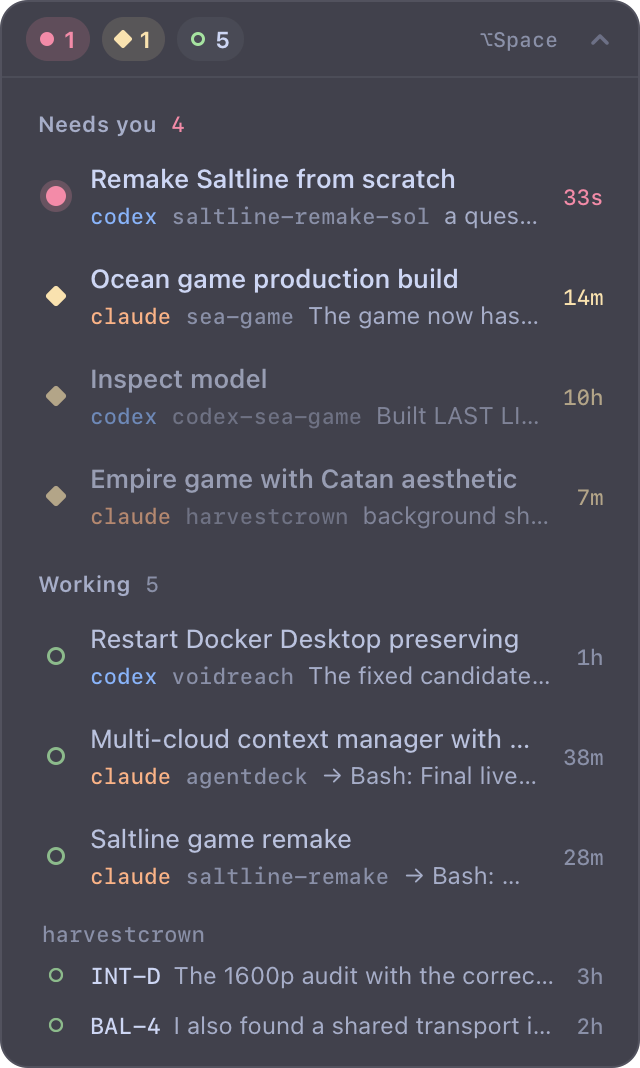 1 1 5 ⌥Space
Needs you 4
Remake Saltline from scratch
33s
codex saltline-remake-sol a ques…
Ocean game production build
14m
claude sea-game The game now has…
Inspect model
10h
codex codex-sea-game Built LAST LI…
Empire game with Catan aesthetic
7m
claude harvestcrown background sh…
Working 5
Restart Docker Desktop preserving
1h
codex voidreach The fixed candidate…
Multi-cloud context manager with …
38m
claude agentdeck → Bash: Final live…
Saltline game remake
28m
claude saltline-remake → Bash: …
harvestcrown
INT-D The 1600p audit with the correc… 3h
BAL-4 I also found a shared transport i… 2h